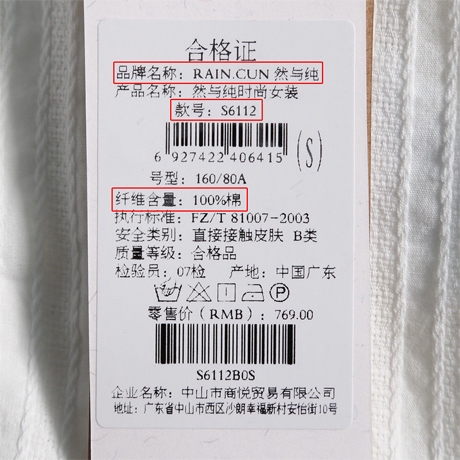 合格证
品牌名称: RAIN.CUN 然与纯
产品名称: 然与纯时尚女装
款号: S6112
6 927422 406415 (S)
号型: 160/80A
纤维含量: 100%棉
执行标准: FZ/T 81007-2003
安全类别: 直接接触皮肤 B类
质量等级: 合格品
检验员: 07检 产地: 中国广东
零售价（RMB）: 769.00
S6112B0S
企业名称: 中山市商悦贸易有限公司
地址: 广东省中山市西区沙朗幸福新村安怡街10号